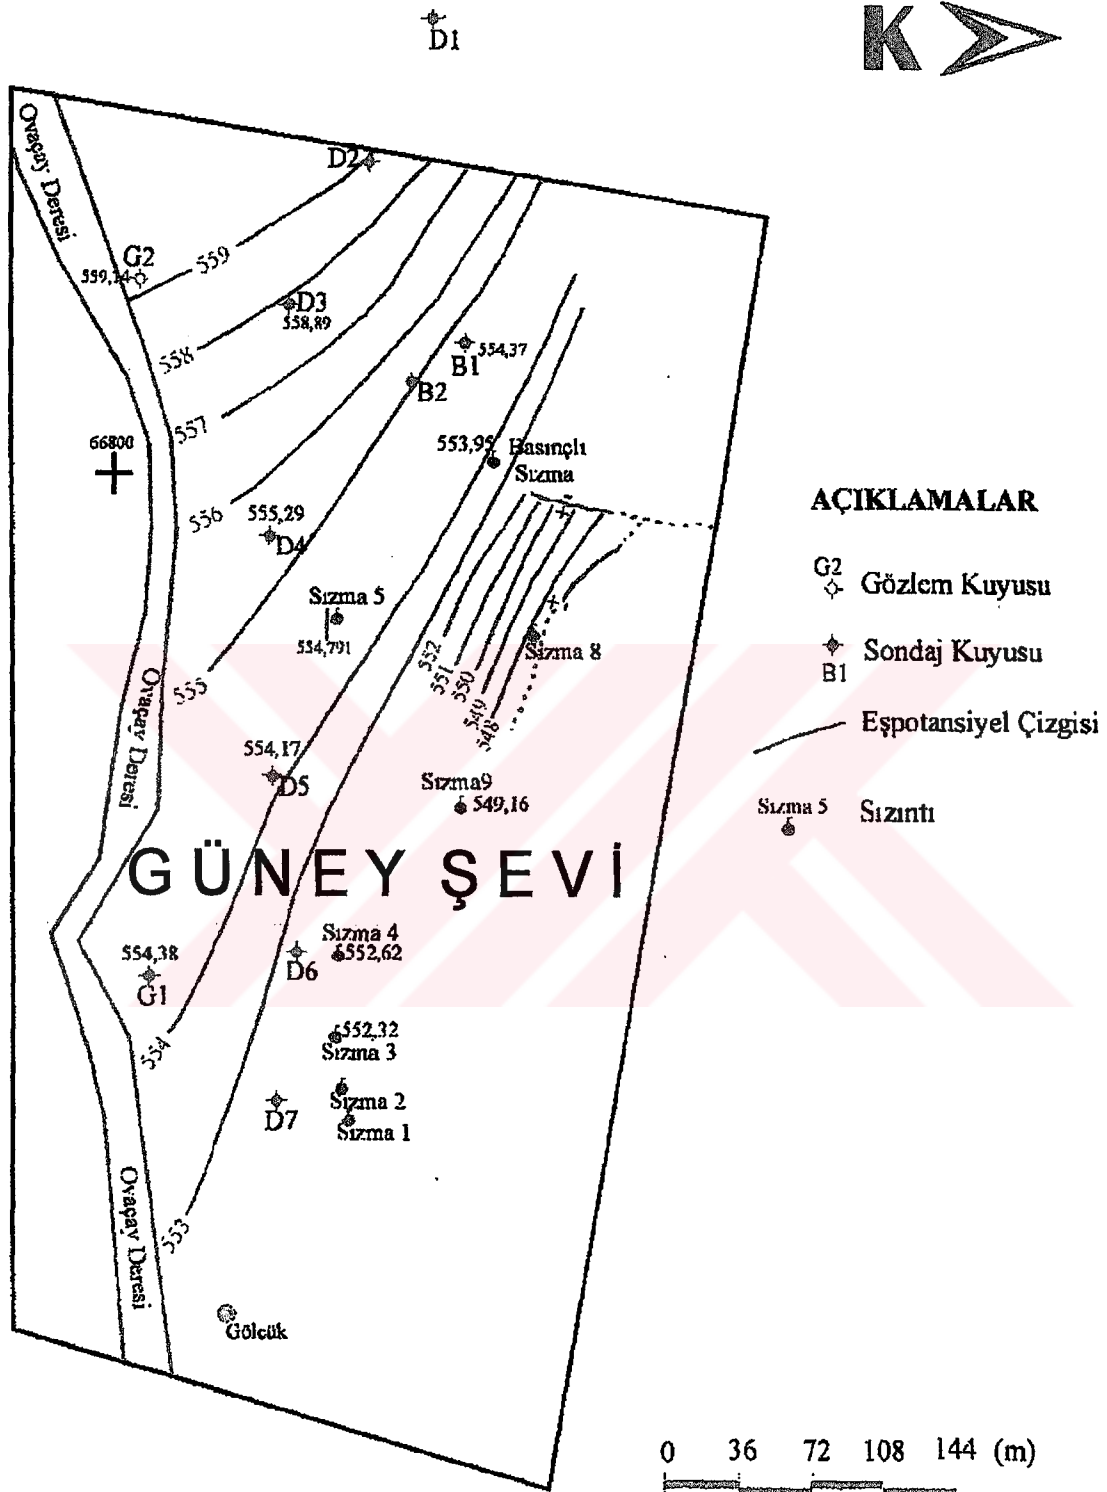 D1
K
Ovaçay Deresi
D2
G2
559,14
559
D3
558,89
558
B1
554,37
B2
557
66800
553,95
Basınçlı
Sızma
AÇIKLAMALAR
556
555,29
D4
G2
Gözlem Kuyusu
Sızma 5
554,791
Sızma 8
552
551
550
549
548
B1
Sondaj Kuyusu
555
Ovaçay Deresi
Eşpotansiyel Çizgisi
554,17
D5
Sızma9
549,16
Sızma 5
Sızıntı
GÜNEY ŞEVİ
Sızma 4
552,62
554,38
G1
D6
552,32
Sızma 3
554
Sızma 2
D7
Sızma 1
Ovaçay Deresi
553
Gölcük
0 36 72 108 144 (m)